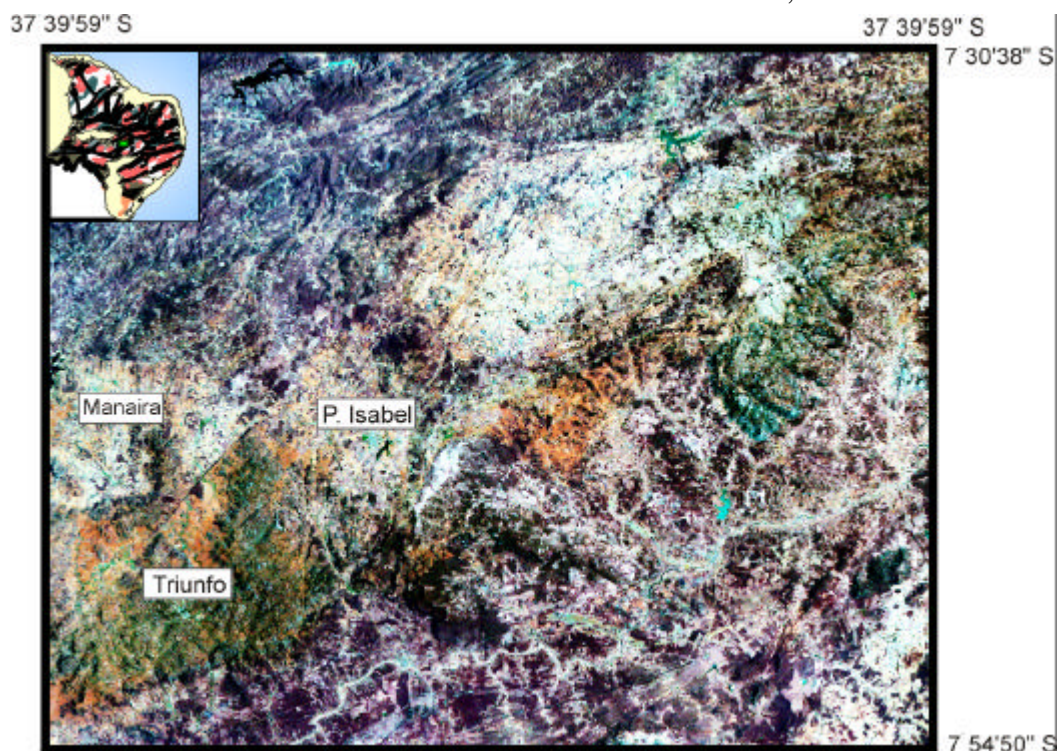 37 39'59" S
37 39'59" S
7 30'38" S
Manaira
P. Isabel
Triunfo
7 54'50" S